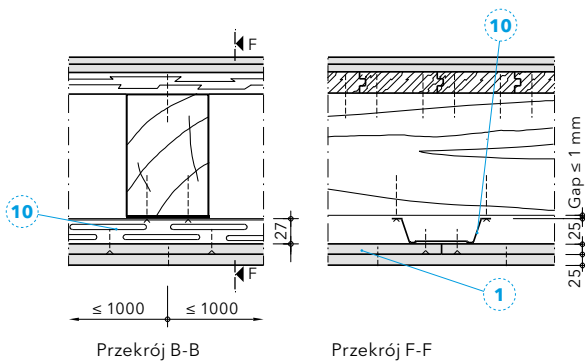 F
10
10
27
F
≤ 1000
≤ 1000
Gap ≤ 1 mm
25
25
1
Przekrój B-B
Przekrój F-F